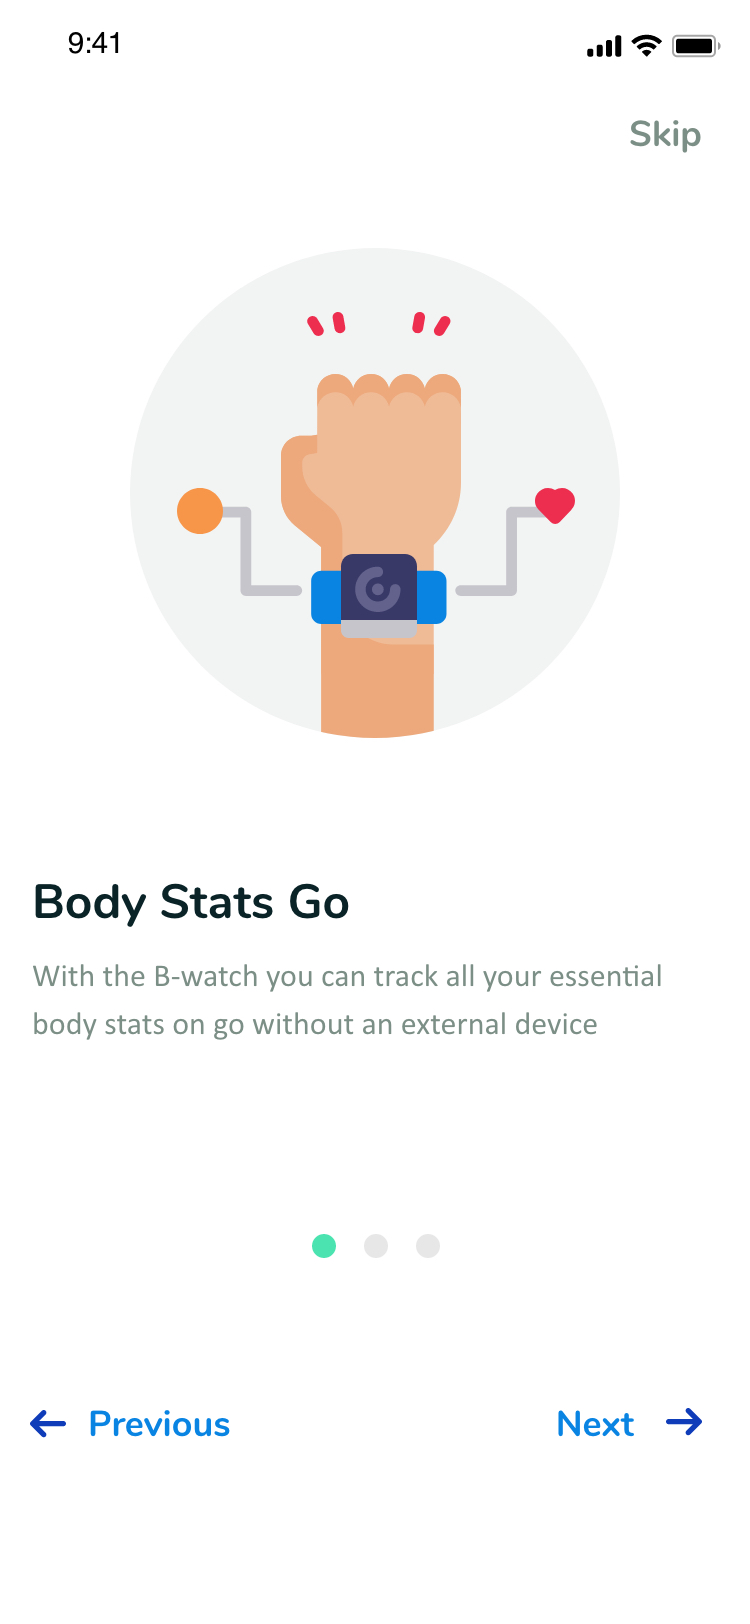 9:41
Skip
Body Stats Go
With the B-watch you can track all your essential
body stats on go without an external device
Previous
Next